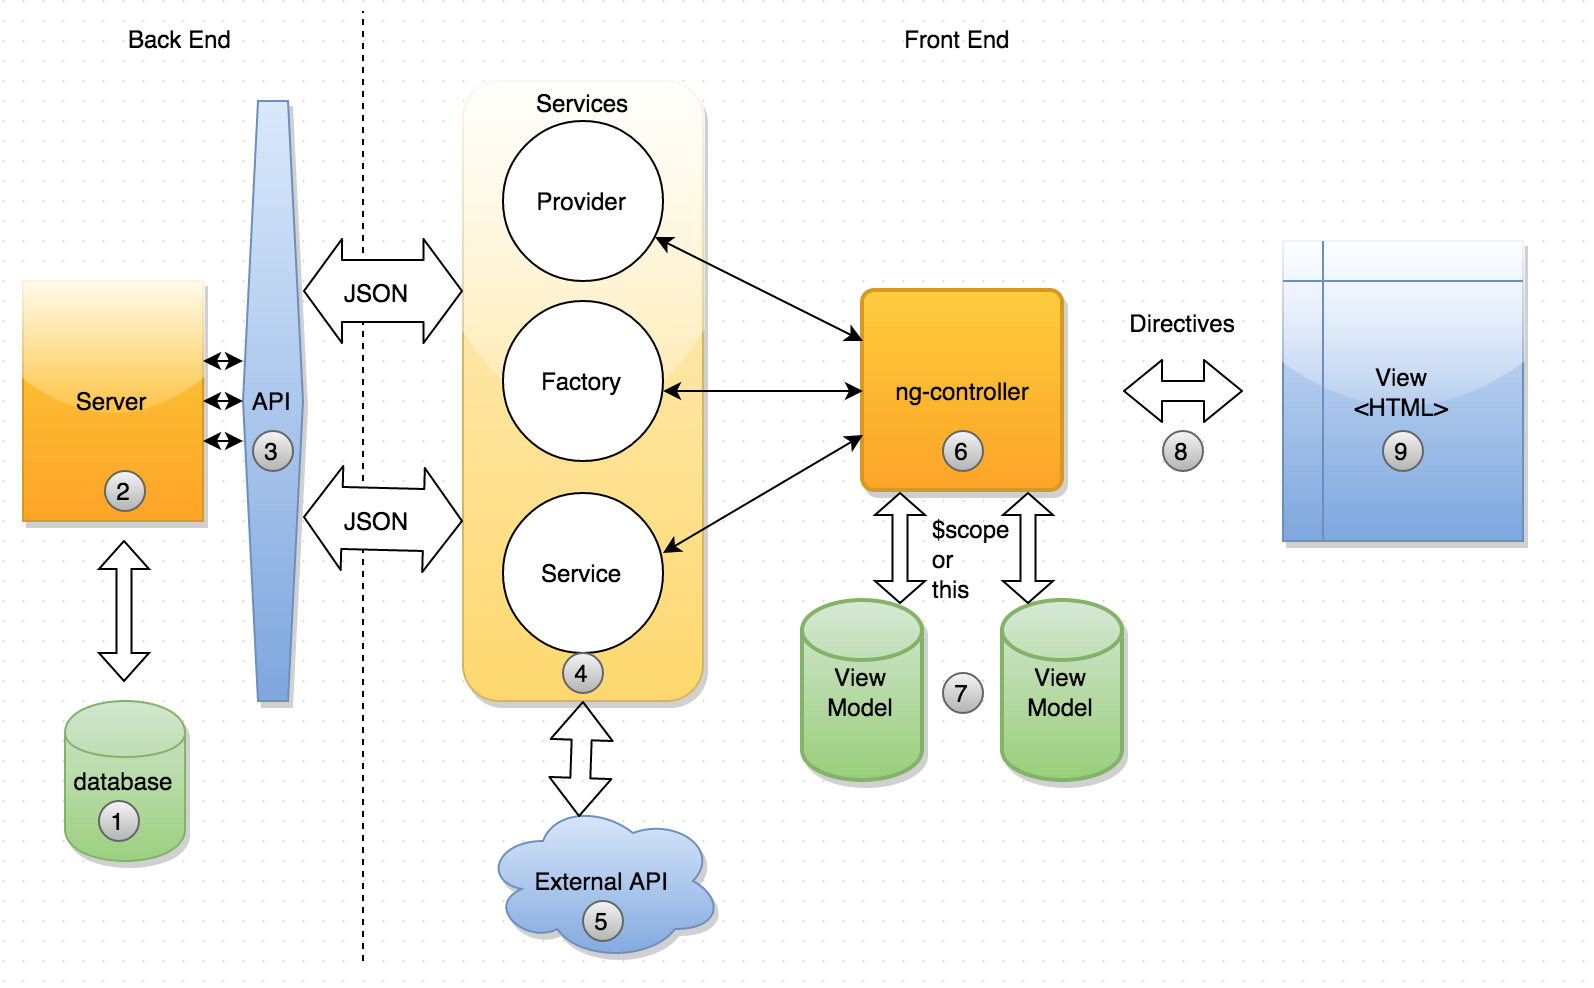 Back End
Front End
Services
Provider
JSON
Factory
Server
API
3
2
JSON
Service
4
database
1
External API
5
ng-controller
6
$scope
or
this
View
Model
7
View
Model
Directives
8
View
<HTML>
9